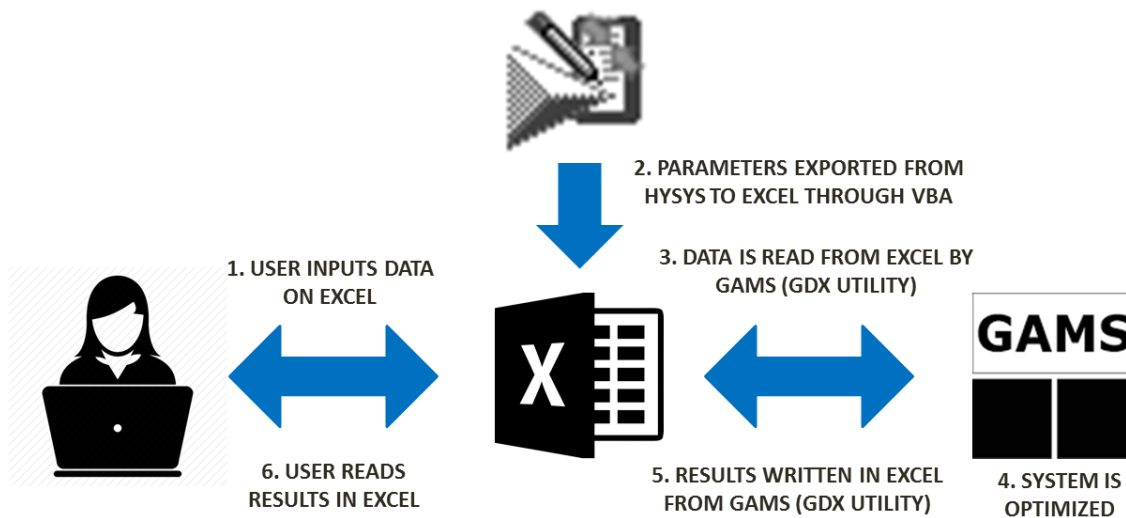 2. PARAMETERS EXPORTED FROM
HYSYS TO EXCEL THROUGH VBA
1. USER INPUTS DATA
ON EXCEL
3. DATA IS READ FROM EXCEL BY
GAMS (GDX UTILITY)
X
GAMS
6. USER READS
RESULTS IN EXCEL
5. RESULTS WRITTEN IN EXCEL
FROM GAMS (GDX UTILITY)
4. SYSTEM IS
OPTIMIZED